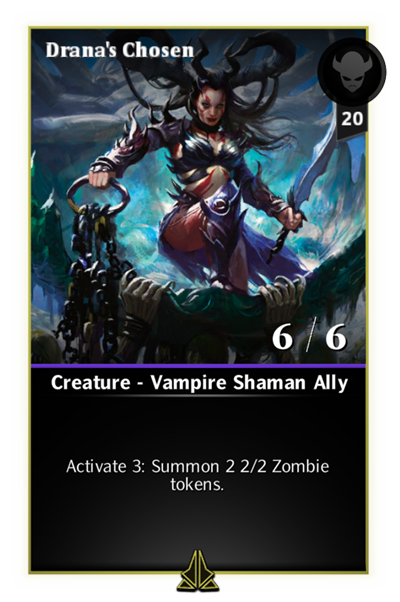 Drana's Chosen
20
6 / 6
Creature - Vampire Shaman Ally
Activate 3: Summon 2 2/2 Zombie
tokens.